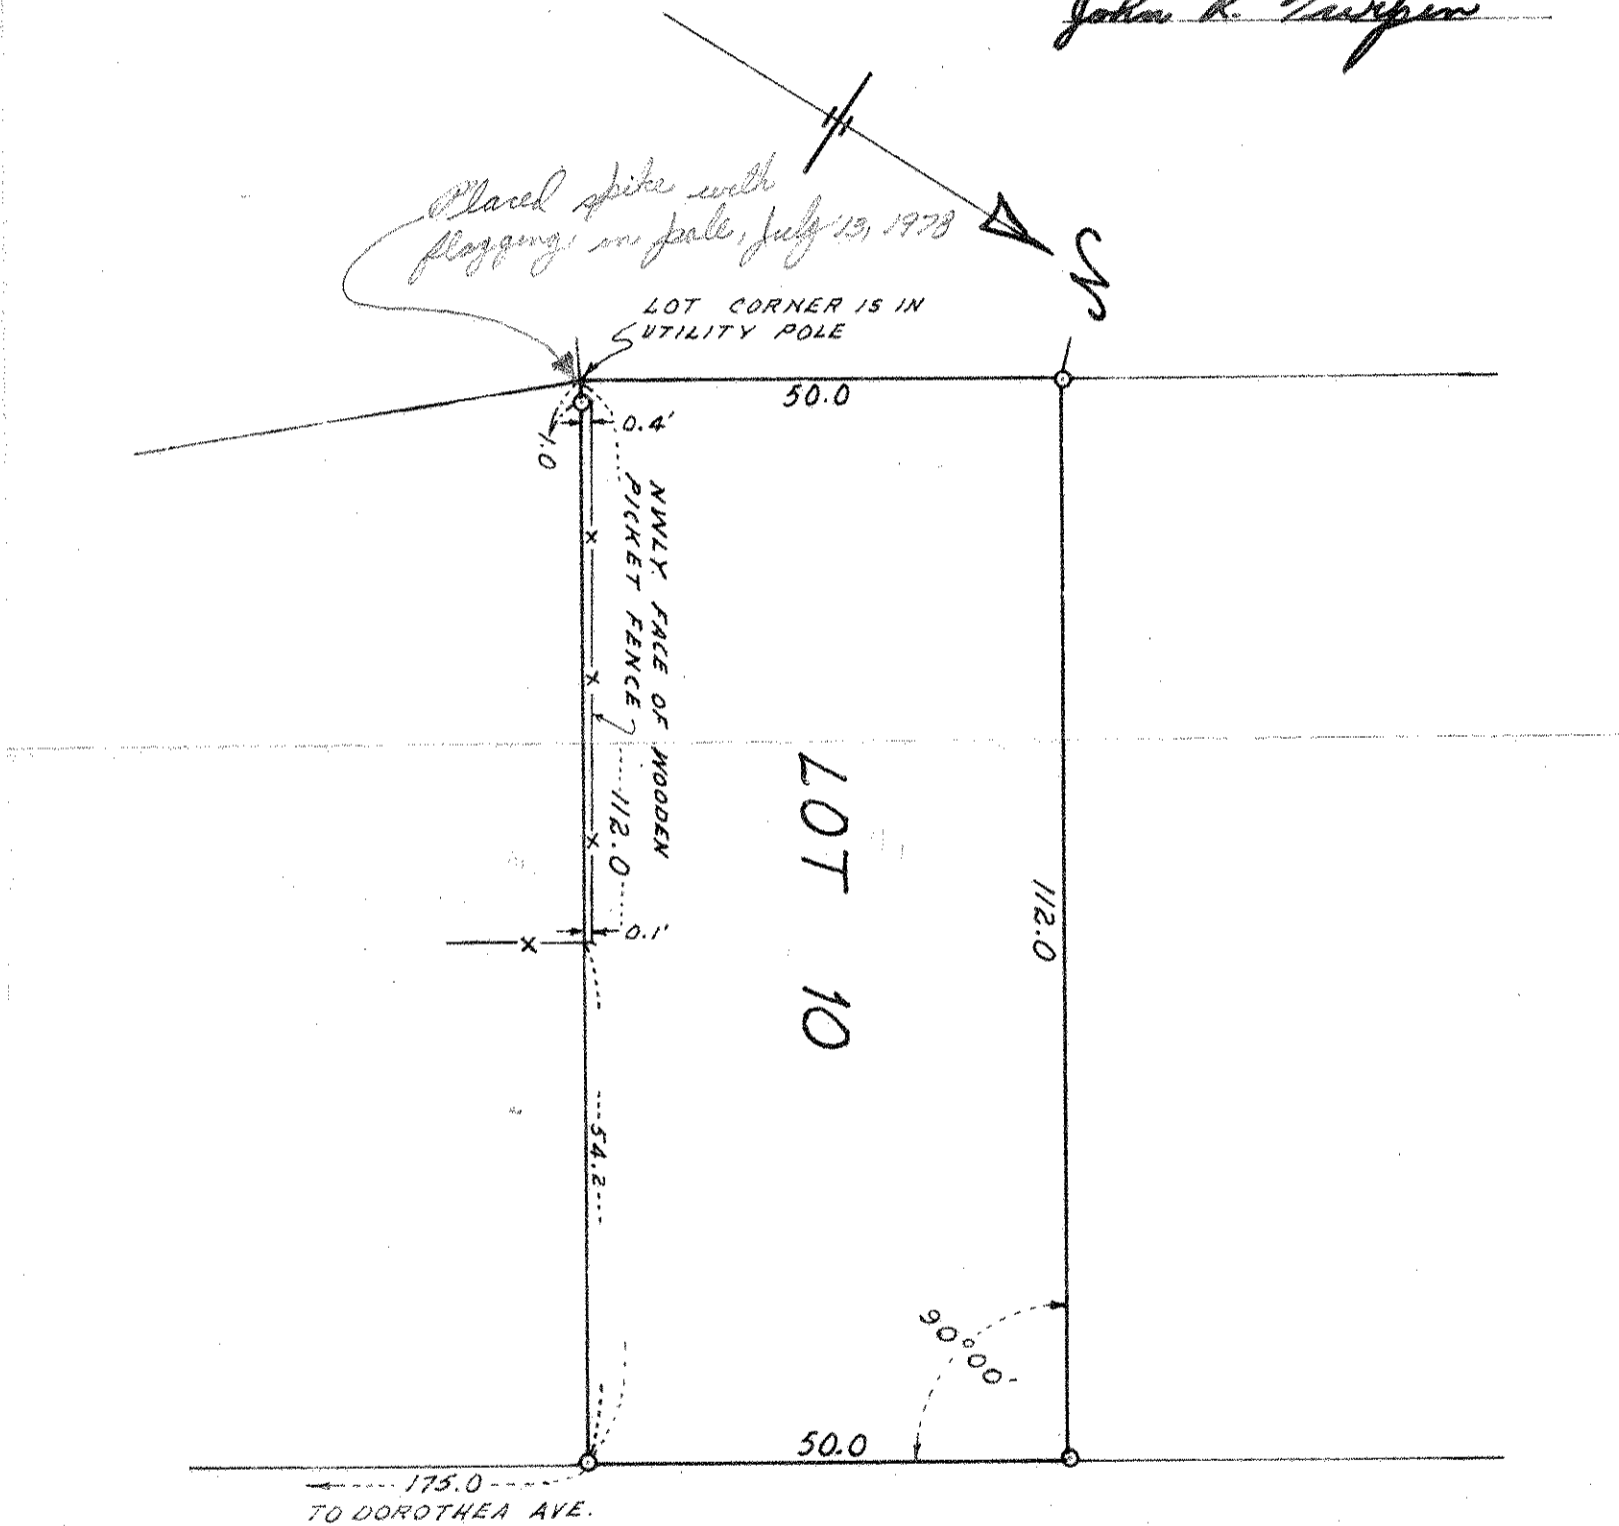 John R. Turpin
Placed spike with
flagging in pole, July 13, 1978
N
LOT CORNER IS IN
UTILITY POLE
50.0
0.4'
1.0
NWLY. FACE OF WOODEN
PICKET FENCE
112.0
0.1'
LOT 10
112.0
54.2
90°00'
50.0
175.0
TO DOROTHEA AVE.